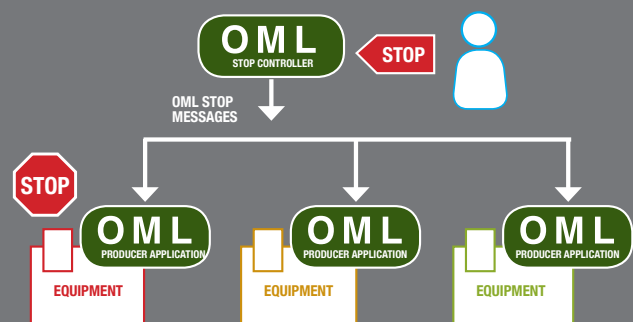 OML
STOP CONTROLLER
STOP
OML STOP
MESSAGES
STOP
OML
PRODUCER APPLICATION
EQUIPMENT
OML
PRODUCER APPLICATION
EQUIPMENT
OML
PRODUCER APPLICATION
EQUIPMENT